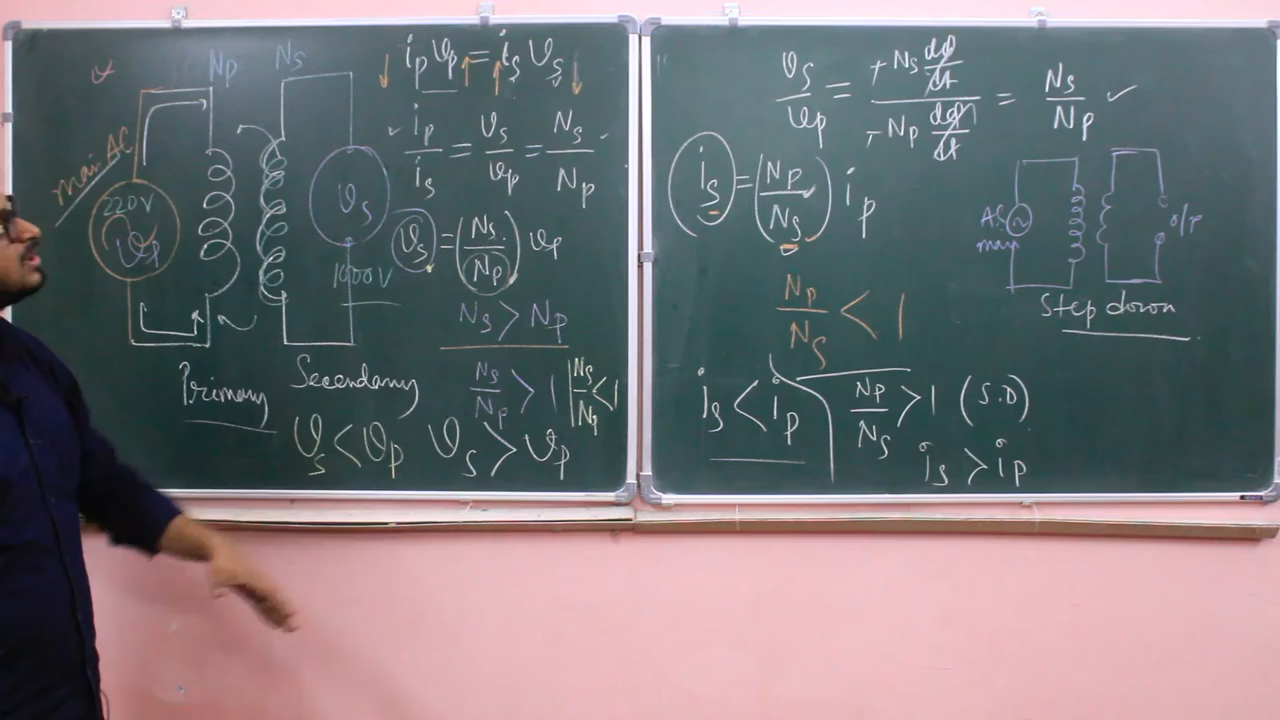 Np Ns
main AC
220V
Vp
Vs
1000V
Primary Secendamy
ip vp = is vs
ip/is = vs/vp = Ns/Np
vs = (Ns/Np) vp
Ns > Np
Ns/Np > 1 | Ns/Np < 1
vs < vp vs > vp
vs/vp = -Ns dφ/dt / -Np dφ/dt = Ns/Np ✓
is = (Np/Ns) ip
Np/Ns < 1
is < ip
Np/Ns > 1 (S.D)
is > ip
AC
o/p
Step down